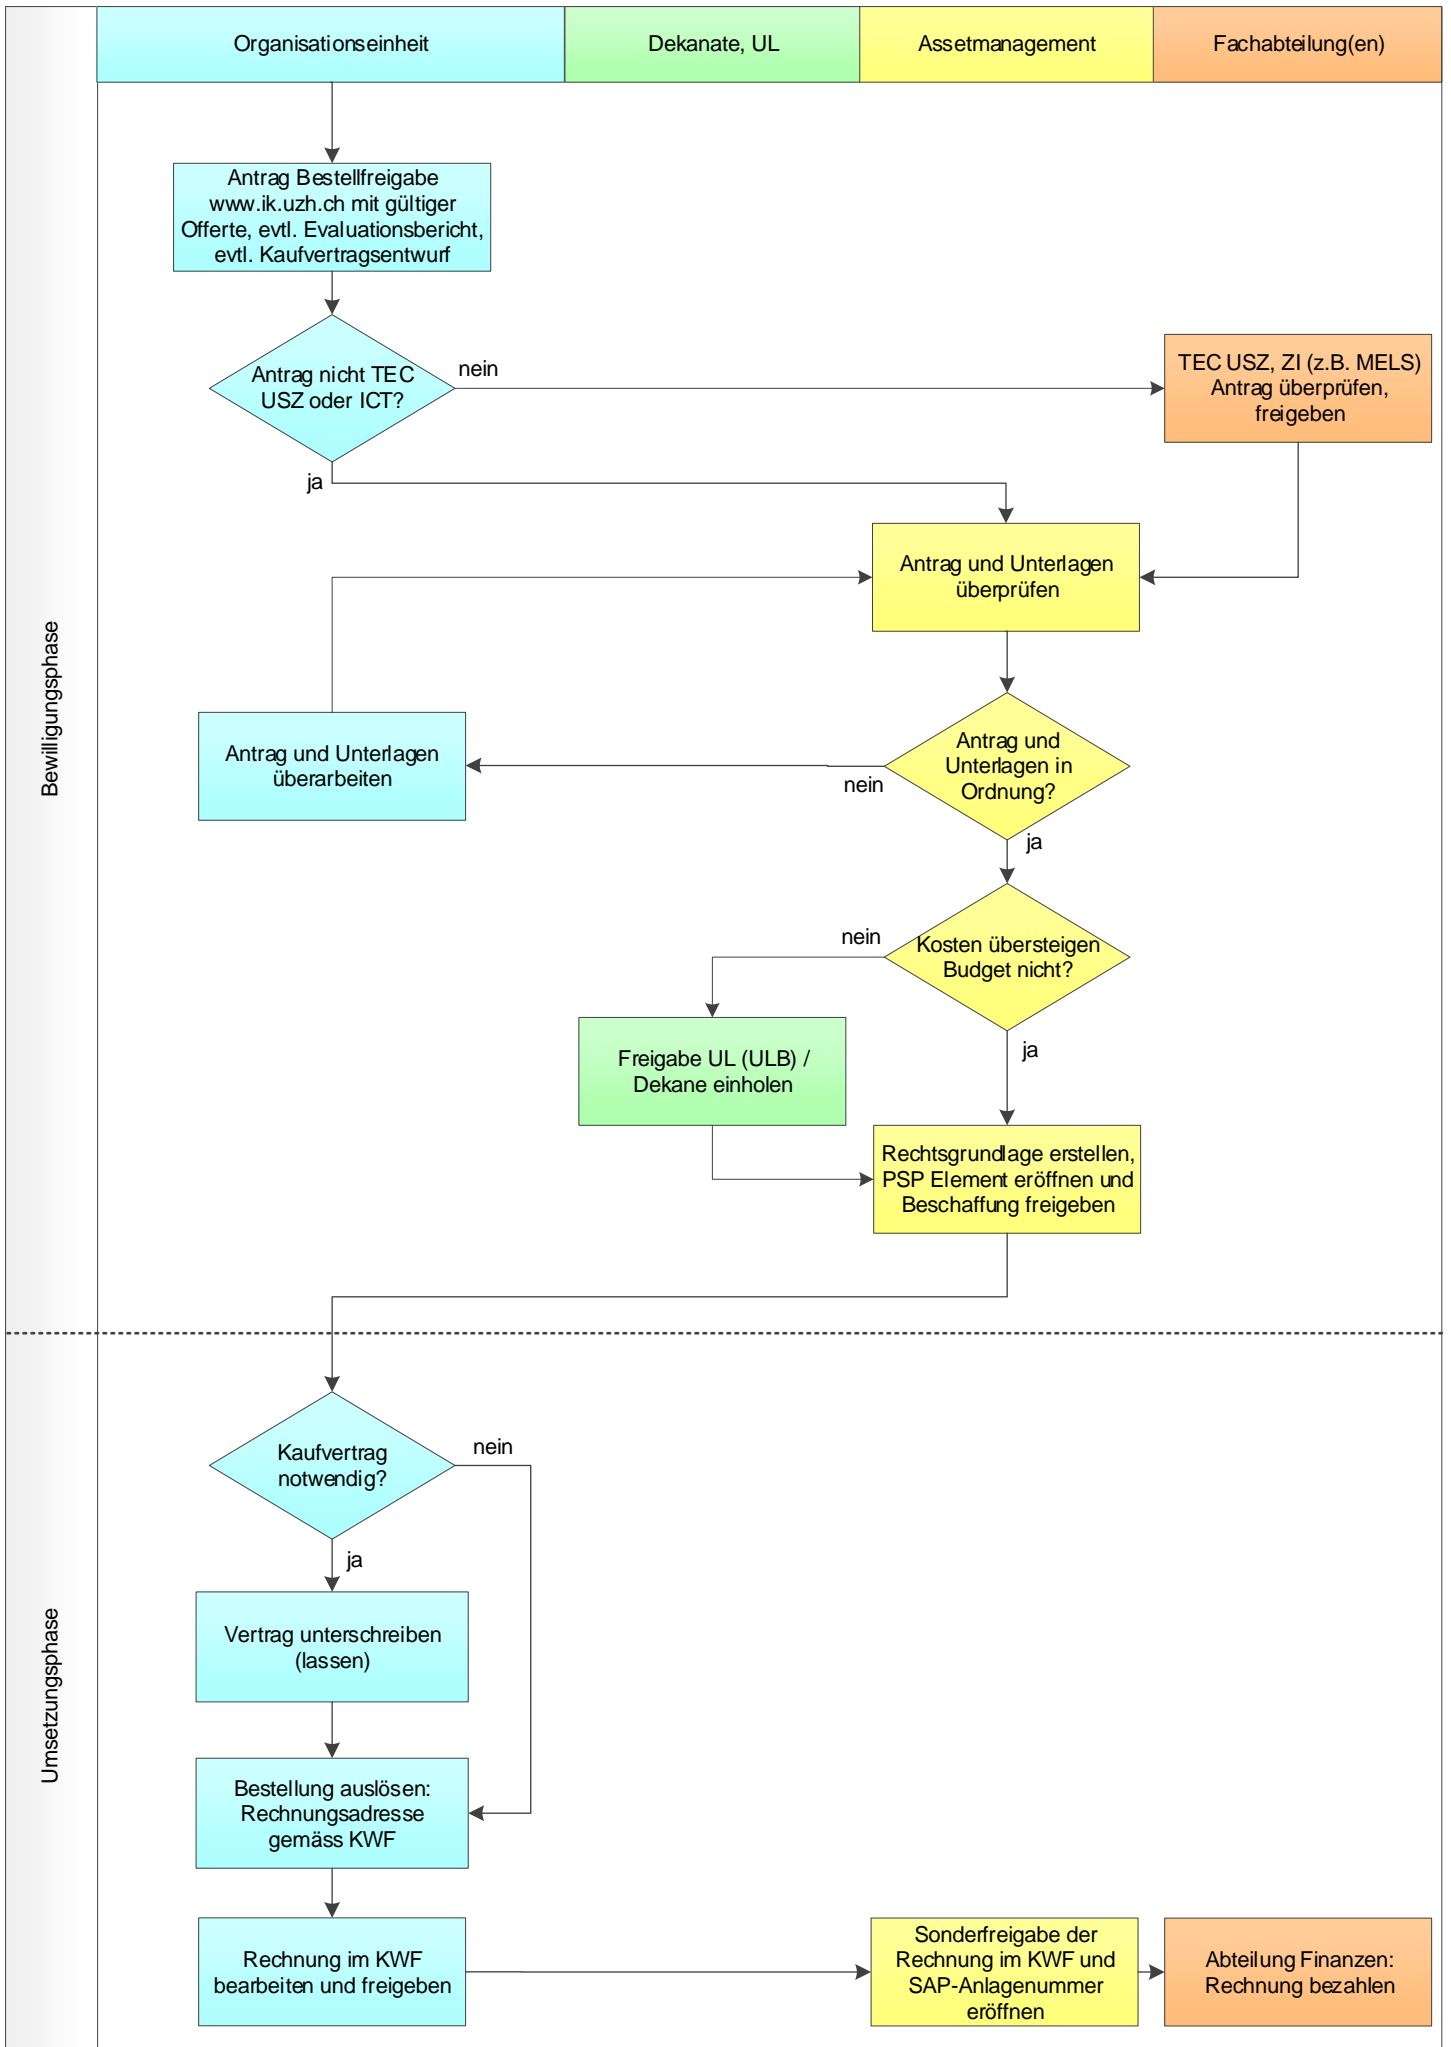 Organisationseinheit
Dekanate, UL
Assetmanagement
Fachabteilung(en)
Bewilligungsphase
Antrag Bestellfreigabe
www.ik.uzh.ch mit gültiger
Offerte, evtl. Evaluationsbericht,
evtl. Kaufvertragsentwurf
Antrag nicht TEC
USZ oder ICT?
nein
ja
TEC USZ, ZI (z.B. MELS)
Antrag überprüfen,
freigeben
Antrag und Unterlagen
überprüfen
Antrag und
Unterlagen in
Ordnung?
nein
ja
Antrag und Unterlagen
überarbeiten
Kosten übersteigen
Budget nicht?
nein
ja
Freigabe UL (ULB) /
Dekane einholen
Rechtsgrundlage erstellen,
PSP Element eröffnen und
Beschaffung freigeben
Umsetzungsphase
Kaufvertrag
notwendig?
nein
ja
Vertrag unterschreiben
(lassen)
Bestellung auslösen:
Rechnungsadresse
gemäss KWF
Rechnung im KWF
bearbeiten und freigeben
Sonderfreigabe der
Rechnung im KWF und
SAP-Anlagenummer
eröffnen
Abteilung Finanzen:
Rechnung bezahlen